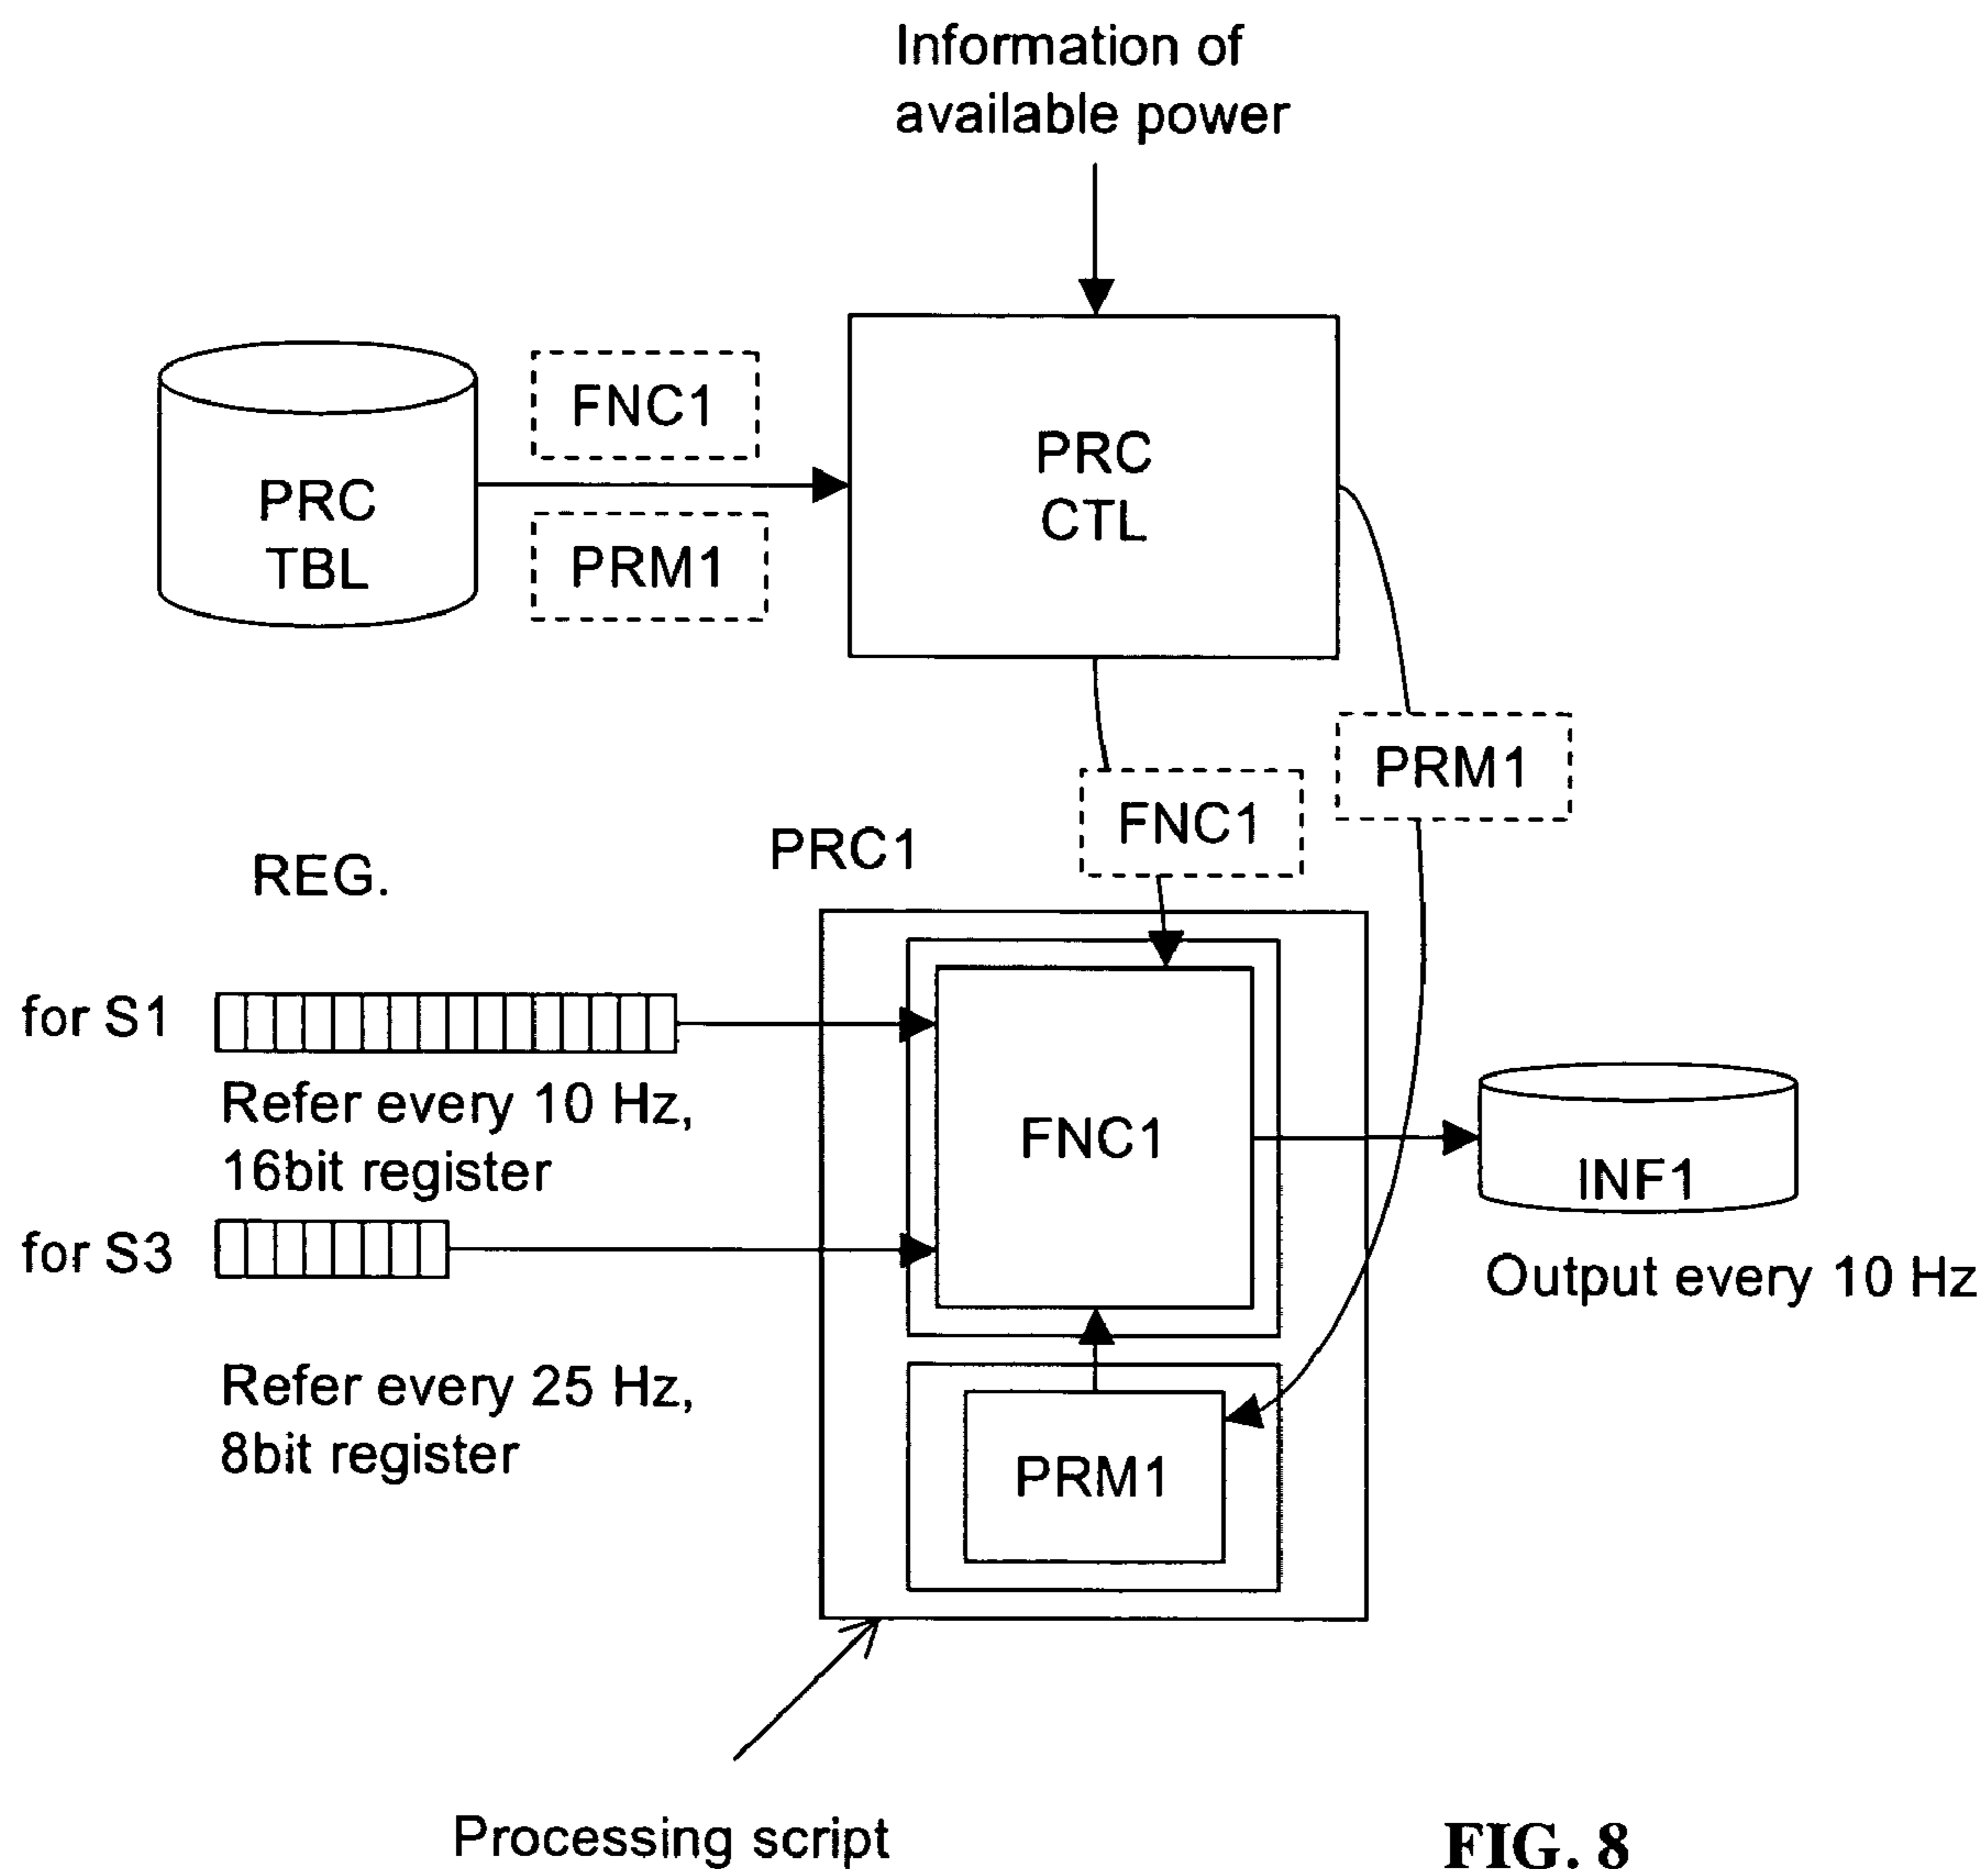 Information of
available power
FNC1
PRC
TBL
PRM1
PRC
CTL
PRM1
FNC1
PRC1
REG.
for S1
Refer every 10 Hz,
16bit register
FNC1
INF1
for S3
Output every 10 Hz
Refer every 25 Hz,
8bit register
PRM1
Processing script
FIG. 8